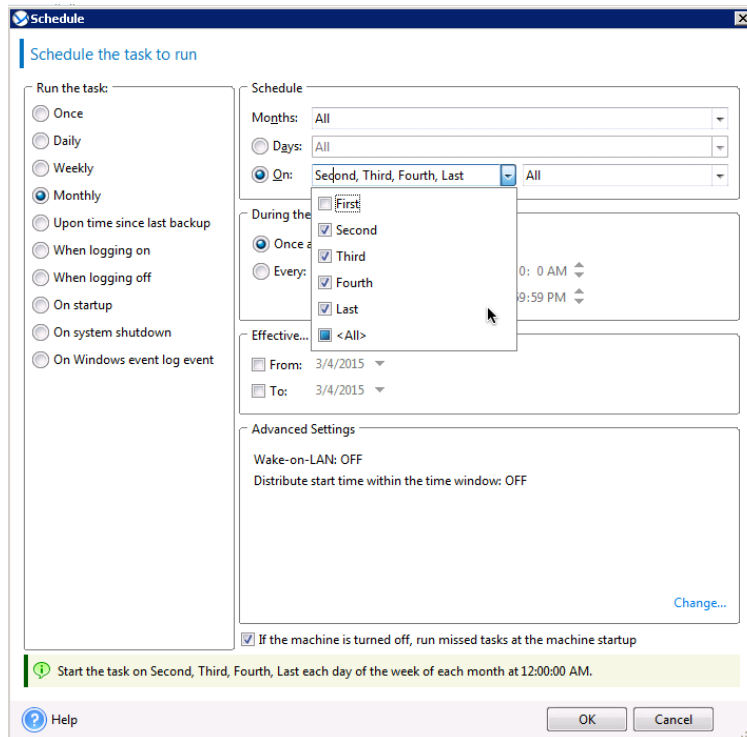 Schedule
Schedule the task to run
Run the task:
Once
Daily
Weekly
Monthly
Upon time since last backup
When logging on
When logging off
On startup
On system shutdown
On Windows event log event
Schedule
Months: All
Days: All
On: Second, Third, Fourth, Last All
First
Second
Third
Fourth
Last
<All>
During the
Once a
Every:
0: 0 AM
59:59 PM
Effective...
From: 3/4/2015
To: 3/4/2015
Advanced Settings
Wake-on-LAN: OFF
Distribute start time within the time window: OFF
Change...
If the machine is turned off, run missed tasks at the machine startup
Start the task on Second, Third, Fourth, Last each day of the week of each month at 12:00:00 AM.
Help OK Cancel